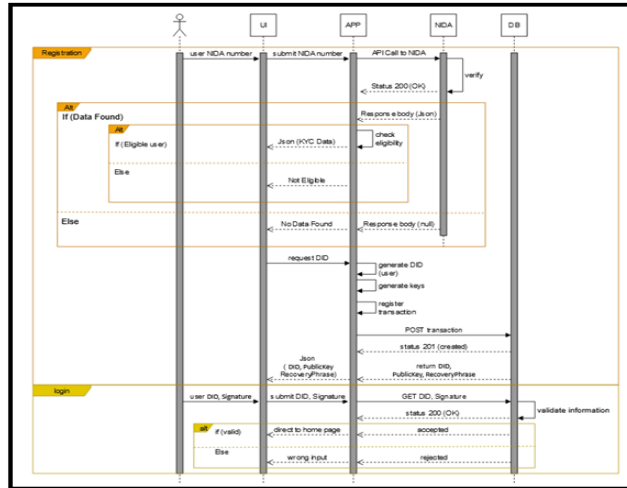 UI
APP
NIDA
DB
Registration
user NIDA number
submit NIDA number
API Call to NIDA
verify
Status 200 (OK)
Alt
If (Data Found)
Response body (Json)
Alt
If (Eligible user)
check
eligibility
Json (KYC Data)
Else
Not Eligible
Else
No Data Found
Response body (null)
request DID
generate DID
(user)
generate keys
register
transaction
POST transaction
status 201 (created)
Json
( DID, PublicKey
RecoveryPhrase)
return DID,
PublicKey, RecoveryPhrase
login
user DID, Signature
submit DID, Signature
GET DID, Signature
status 200 (OK)
validate information
alt
if (valid)
direct to home page
accepted
Else
wrong input
rejected